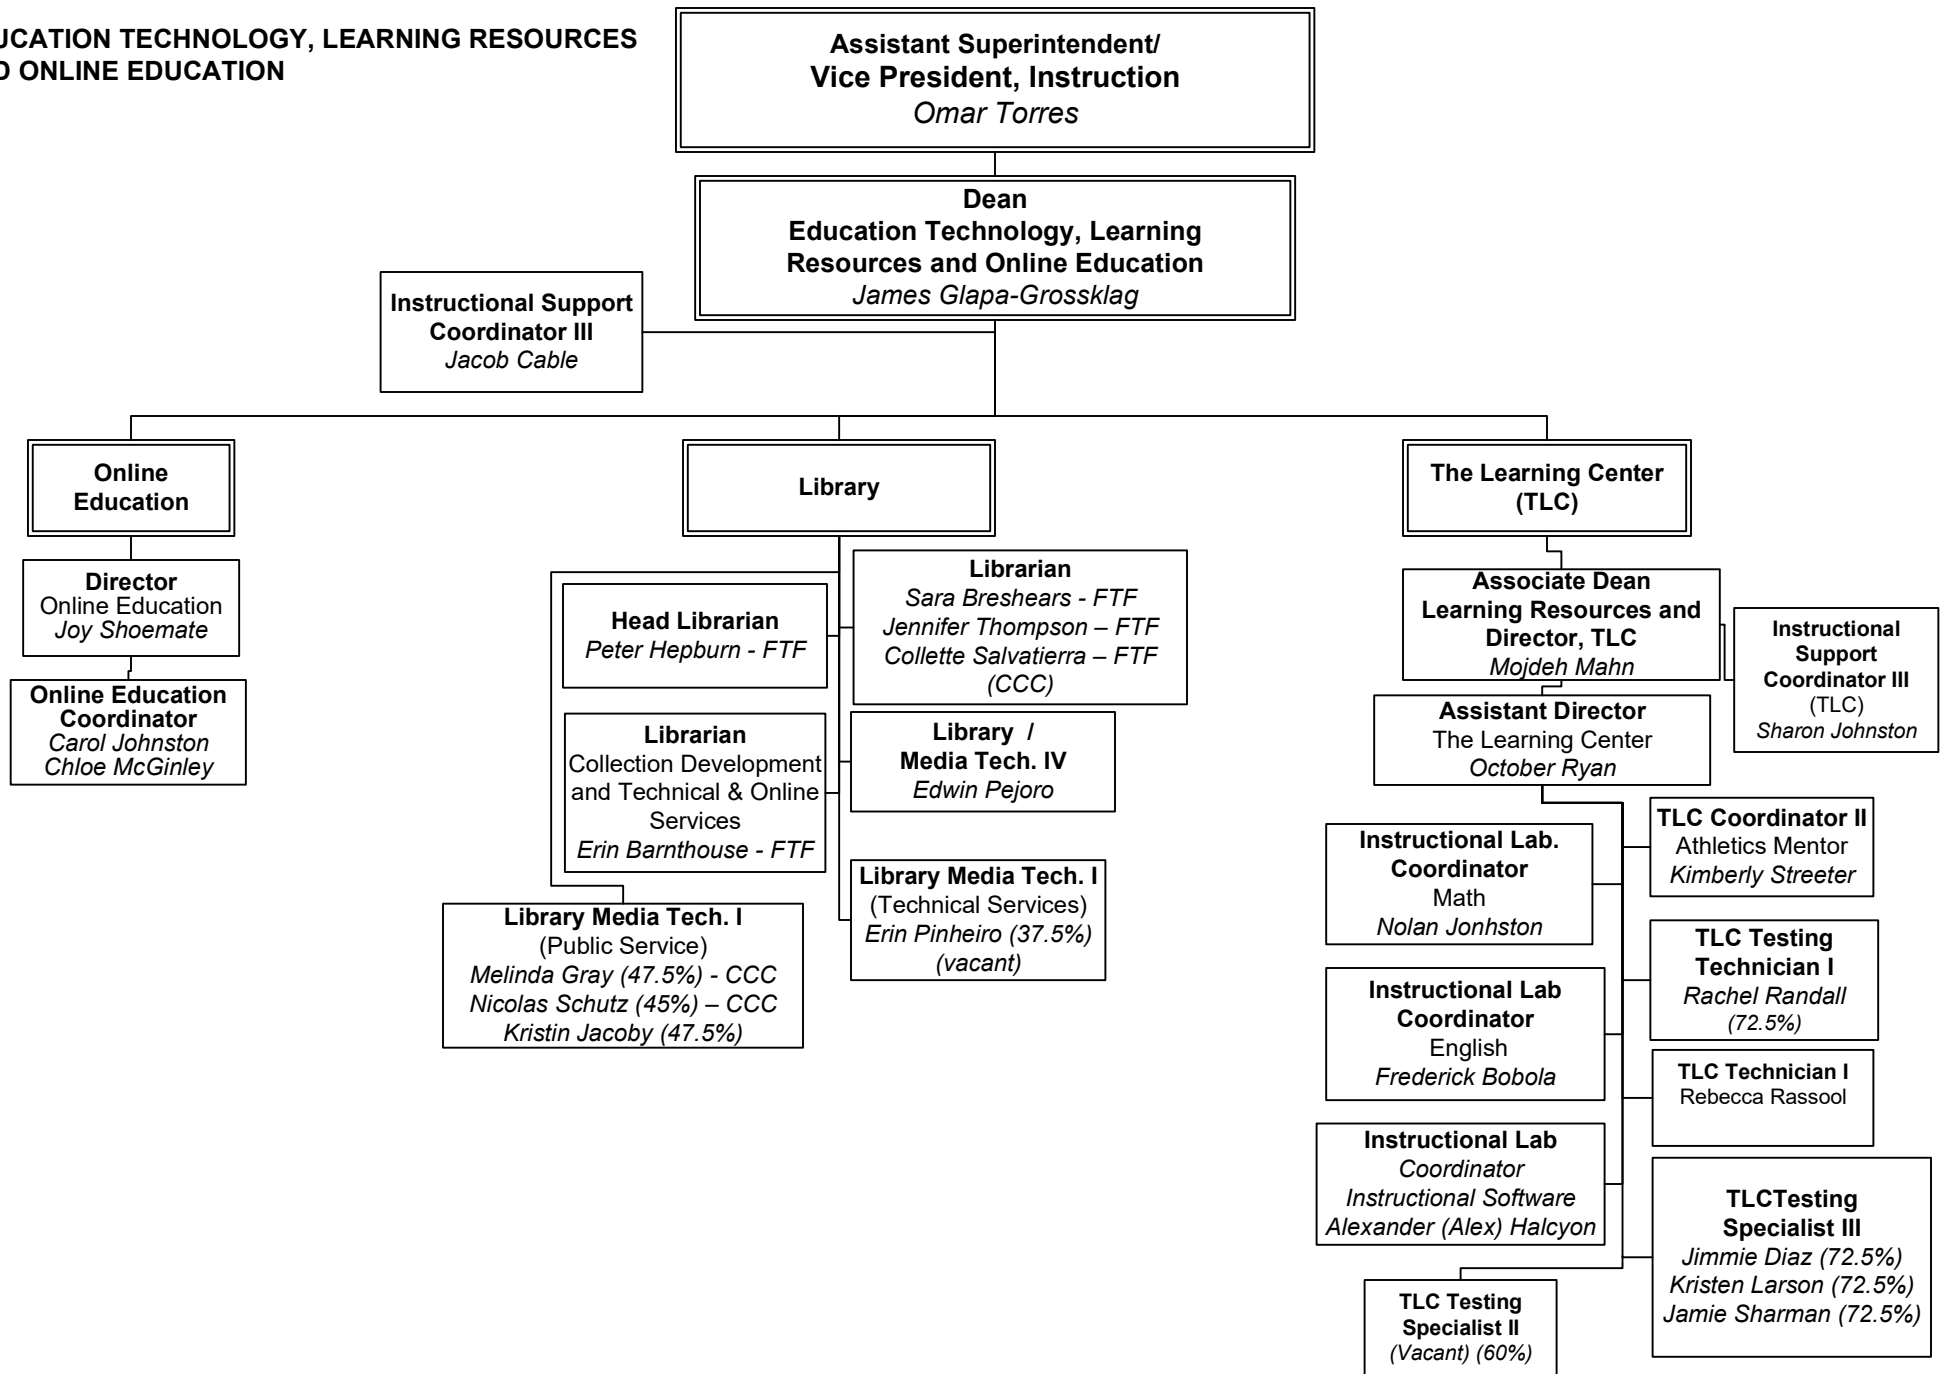 UCATION TECHNOLOGY, LEARNING RESOURCES
D ONLINE EDUCATION
Assistant Superintendent/
Vice President, Instruction
Omar Torres
Dean
Education Technology, Learning
Resources and Online Education
James Glapa-Grossklag
Instructional Support
Coordinator III
Jacob Cable
Online
Education
Director
Online Education
Joy Shoemate
Online Education
Coordinator
Carol Johnston
Chloe McGinley
Library
Head Librarian
Peter Hepburn - FTF
Librarian
Sara Breshears - FTF
Jennifer Thompson – FTF
Collette Salvatierra – FTF
(CCC)
Librarian
Collection Development
and Technical & Online
Services
Erin Barnthouse - FTF
Library /
Media Tech. IV
Edwin Pejoro
Library Media Tech. I
(Technical Services)
Erin Pinheiro (37.5%)
(vacant)
Library Media Tech. I
(Public Service)
Melinda Gray (47.5%) - CCC
Nicolas Schutz (45%) – CCC
Kristin Jacoby (47.5%)
The Learning Center
(TLC)
Associate Dean
Learning Resources and
Director, TLC
Mojdeh Mahn
Instructional
Support
Coordinator III
(TLC)
Sharon Johnston
Assistant Director
The Learning Center
October Ryan
Instructional Lab.
Coordinator
Math
Nolan Jonhston
TLC Coordinator II
Athletics Mentor
Kimberly Streeter
TLC Testing
Technician I
Rachel Randall
(72.5%)
Instructional Lab
Coordinator
English
Frederick Bobola
TLC Technician I
Rebecca Rassool
Instructional Lab
Coordinator
Instructional Software
Alexander (Alex) Halcyon
TLCTesting
Specialist III
Jimmie Diaz (72.5%)
Kristen Larson (72.5%)
Jamie Sharman (72.5%)
TLC Testing
Specialist II
(Vacant) (60%)